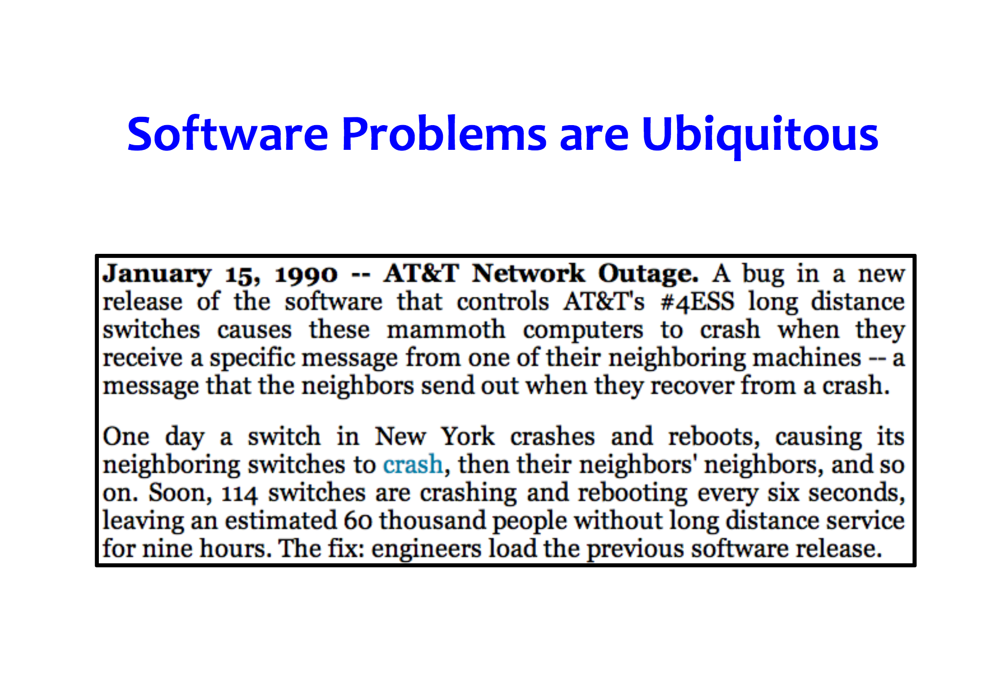 Software Problems are Ubiquitous
January 15, 1990 -- AT&T Network Outage. A bug in a new
release of the software that controls AT&T's #4ESS long distance
switches causes these mammoth computers to crash when they
receive a specific message from one of their neighboring machines -- a
message that the neighbors send out when they recover from a crash.
One day a switch in New York crashes and reboots, causing its
neighboring switches to crash, then their neighbors' neighbors, and so
on. Soon, 114 switches are crashing and rebooting every six seconds,
leaving an estimated 60 thousand people without long distance service
for nine hours. The fix: engineers load the previous software release.